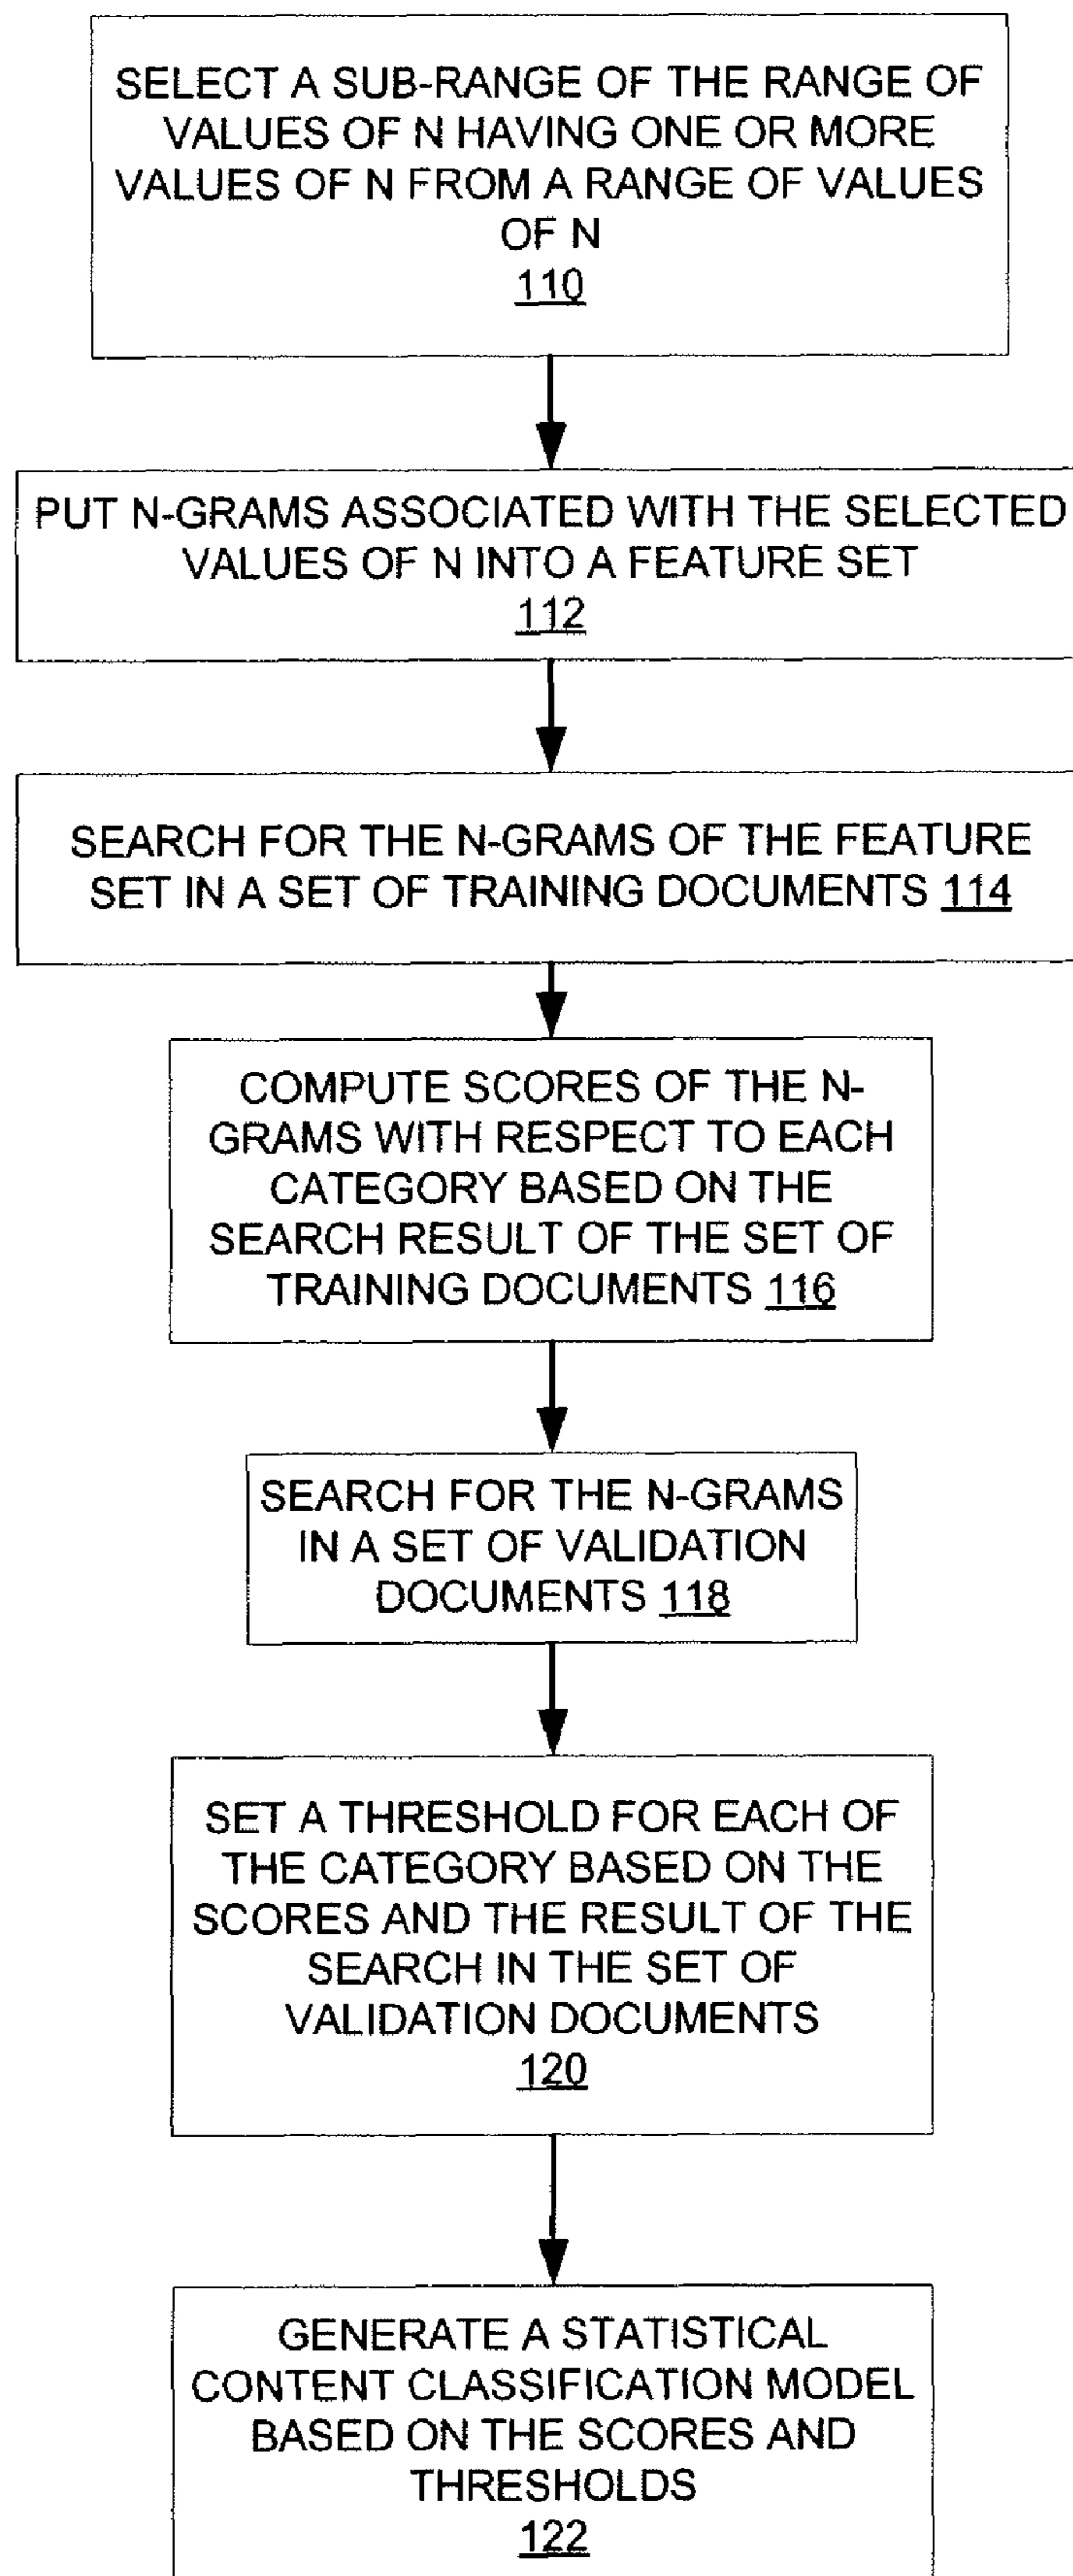 SELECT A SUB-RANGE OF THE RANGE OF
VALUES OF N HAVING ONE OR MORE
VALUES OF N FROM A RANGE OF VALUES
OF N
110
PUT N-GRAMS ASSOCIATED WITH THE SELECTED
VALUES OF N INTO A FEATURE SET
112
SEARCH FOR THE N-GRAMS OF THE FEATURE
SET IN A SET OF TRAINING DOCUMENTS 114
COMPUTE SCORES OF THE N-
GRAMS WITH RESPECT TO EACH
CATEGORY BASED ON THE
SEARCH RESULT OF THE SET OF
TRAINING DOCUMENTS 116
SEARCH FOR THE N-GRAMS
IN A SET OF VALIDATION
DOCUMENTS 118
SET A THRESHOLD FOR EACH OF
THE CATEGORY BASED ON THE
SCORES AND THE RESULT OF THE
SEARCH IN THE SET OF
VALIDATION DOCUMENTS
120
GENERATE A STATISTICAL
CONTENT CLASSIFICATION MODEL
BASED ON THE SCORES AND
THRESHOLDS
122